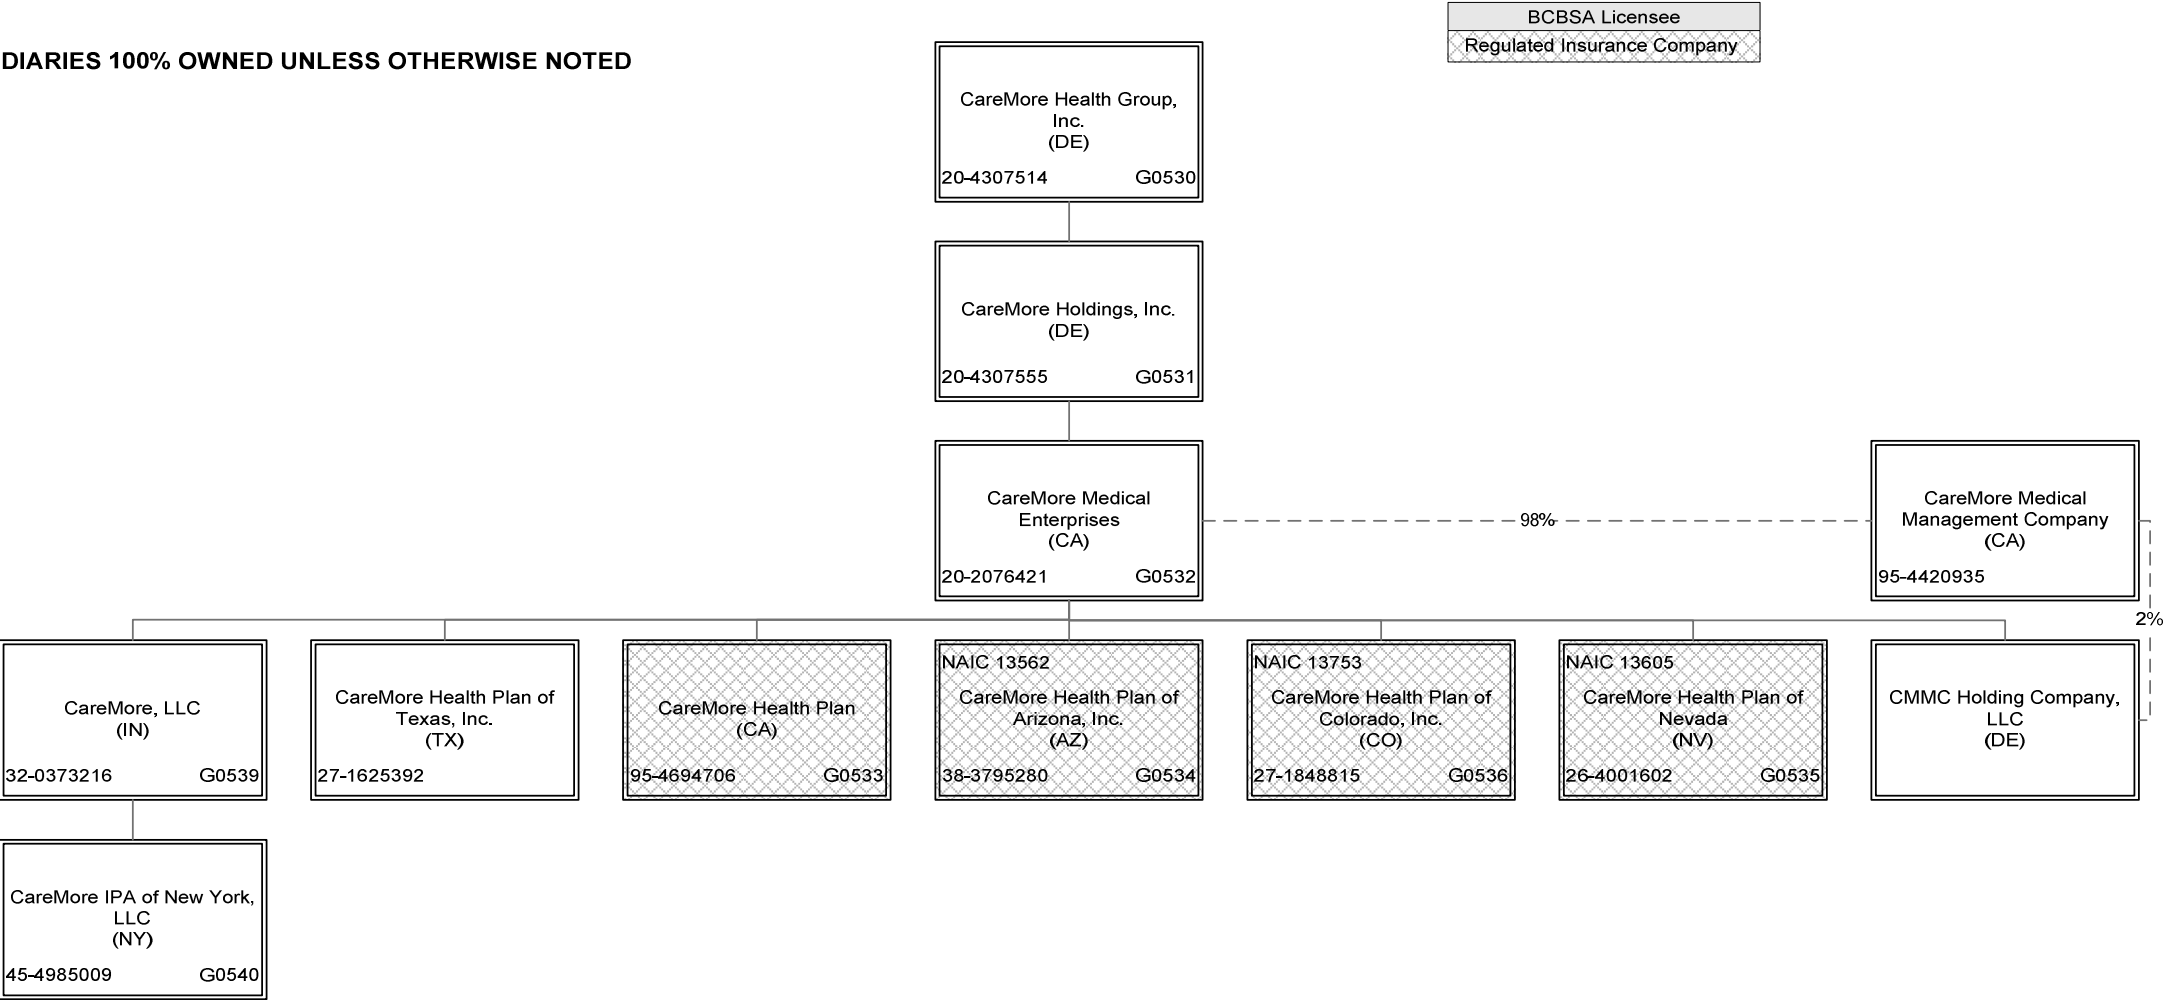 BCBSA Licensee
Regulated Insurance Company
DIARIES 100% OWNED UNLESS OTHERWISE NOTED
CareMore Health Group,
Inc.
(DE)
20-4307514 G0530
CareMore Holdings, Inc.
(DE)
20-4307555 G0531
CareMore Medical
Enterprises
(CA)
20-2076421 G0532
98%
CareMore Medical
Management Company
(CA)
95-4420935
2%
CareMore, LLC
(IN)
32-0373216 G0539
CareMore Health Plan of
Texas, Inc.
(TX)
27-1625392
CareMore Health Plan
(CA)
95-4694706 G0533
NAIC 13562
CareMore Health Plan of
Arizona, Inc.
(AZ)
38-3795280 G0534
NAIC 13753
CareMore Health Plan of
Colorado, Inc.
(CO)
27-1848815 G0536
NAIC 13605
CareMore Health Plan of
Nevada
(NV)
26-4001602 G0535
CMMC Holding Company,
LLC
(DE)
CareMore IPA of New York,
LLC
(NY)
45-4985009 G0540